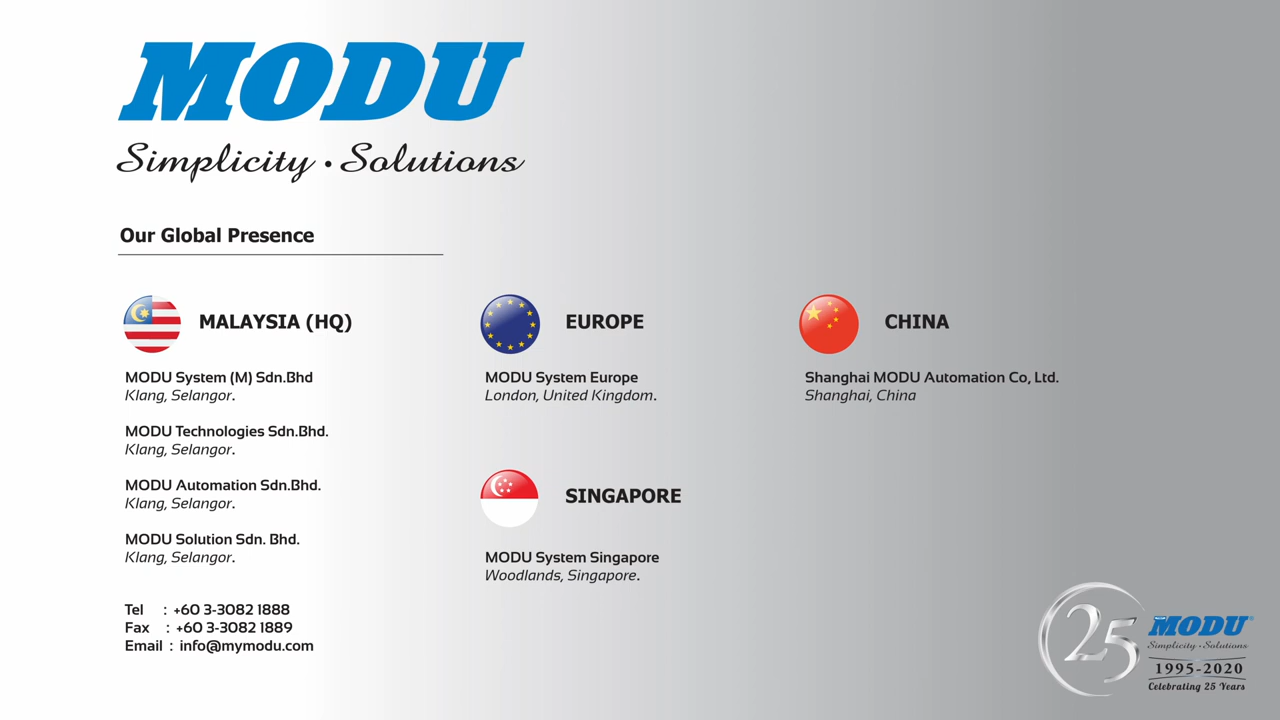 MODU
Simplicity · Solutions
Our Global Presence
MALAYSIA (HQ)
MODU System (M) Sdn.Bhd
Klang, Selangor.
MODU Technologies Sdn.Bhd.
Klang, Selangor.
MODU Automation Sdn.Bhd.
Klang, Selangor.
MODU Solution Sdn. Bhd.
Klang, Selangor.
Tel : +60 3-3082 1888
Fax : +60 3-3082 1889
Email : info@mymodu.com
EUROPE
MODU System Europe
London, United Kingdom.
SINGAPORE
MODU System Singapore
Woodlands, Singapore.
CHINA
Shanghai MODU Automation Co, Ltd.
Shanghai, China
25
MODU®
Simplicity · Solutions
1995-2020
Celebrating 25 Years